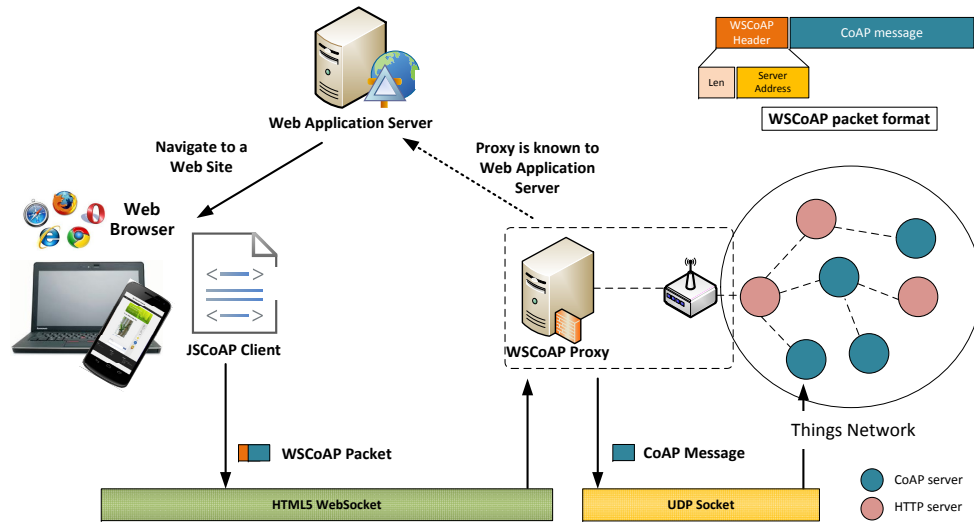 WSCoAP
Header
CoAP message
Len
Server
Address
WSCoAP packet format
Web Application Server
Navigate to a
Web Site
Proxy is known to
Web Application
Server
Web
Browser
JSCoAP Client
WSCoAP Proxy
Things Network
WSCoAP Packet
CoAP Message
HTML5 WebSocket
UDP Socket
CoAP server
HTTP server